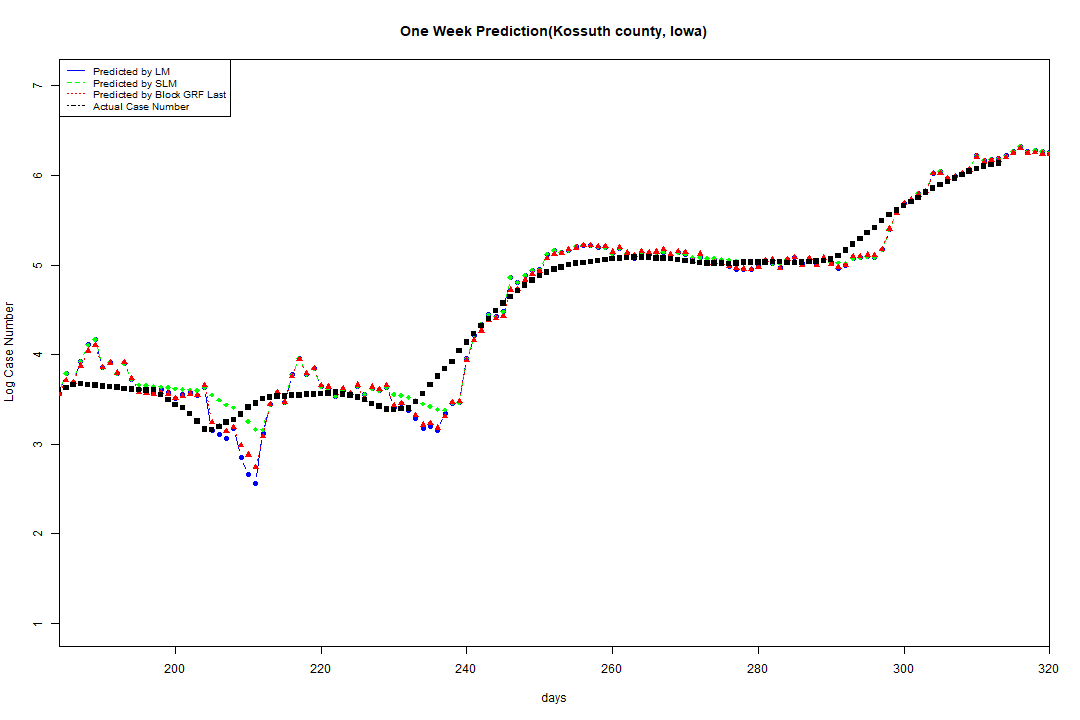 One Week Prediction(Kossuth county, Iowa)
Predicted by LM
Predicted by SLM
Predicted by Block GRF Last
Actual Case Number
7
6
5
4
3
2
1
Log Case Number
200 220 240 260 280 300 320
days